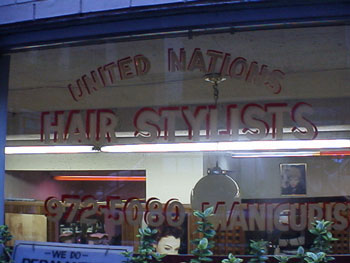 UNITED NATIONS
HAIR STYLISTS
972-5080 MANICURIS
WE DO